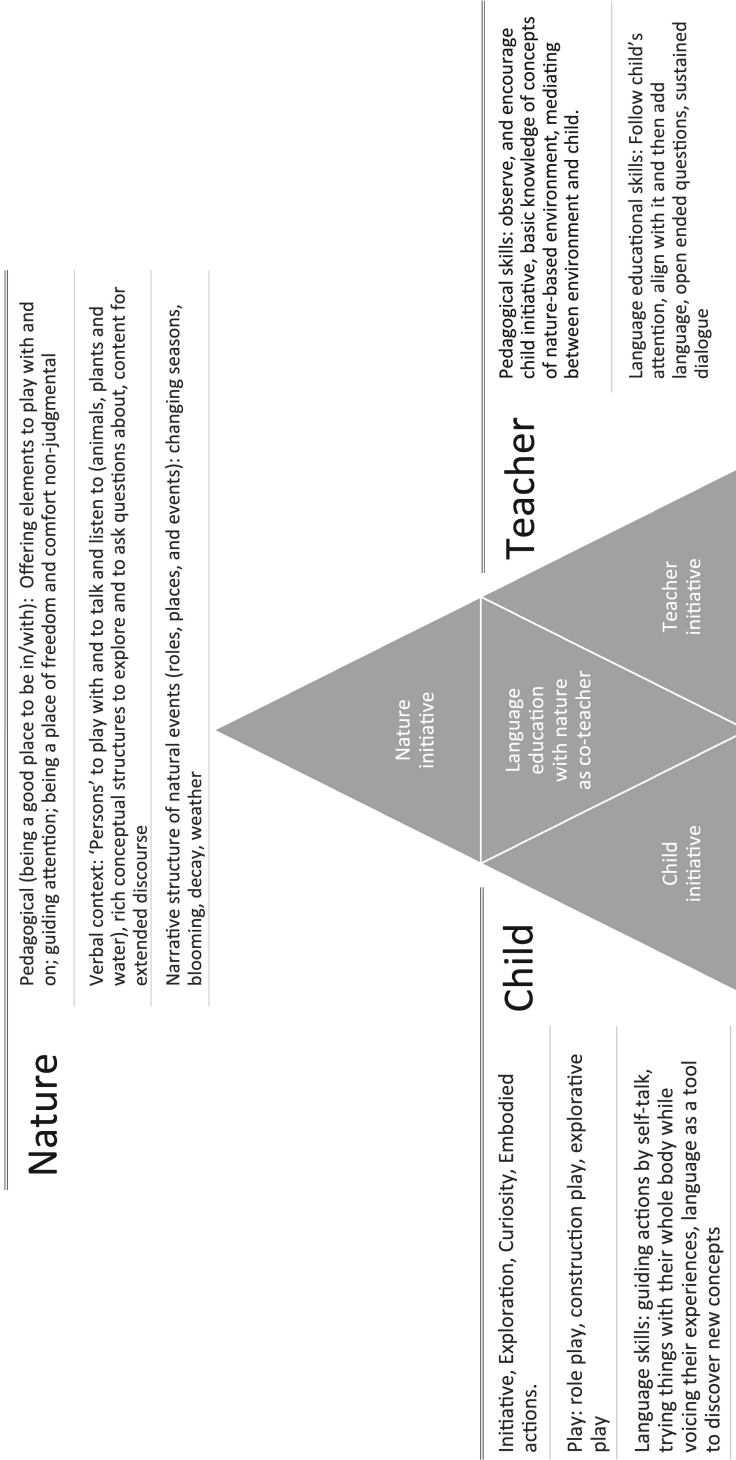 Nature
Pedagogical (being a good place to be in/with): Offering elements to play with and
on; guiding attention; being a place of freedom and comfort non-judgmental
Verbal context: 'Persons' to play with and to talk and listen to (animals, plants and
water), rich conceptual structures to explore and to ask questions about, content for
extended discourse
Narrative structure of natural events (roles, places, and events): changing seasons,
blooming, decay, weather
Nature
initiative
Language
education
with nature
as co-teacher
Child
initiative
Teacher
initiative
Child
Initiative, Exploration, Curiosity, Embodied
actions.
Play: role play, construction play, explorative
play
Language skills: guiding actions by self-talk,
trying things with their whole body while
voicing their experiences, language as a tool
to discover new concepts
Teacher
Pedagogical skills: observe, and encourage
child initiative, basic knowledge of concepts
of nature-based environment, mediating
between environment and child.
Language educational skills: Follow child's
attention, align with it and then add
language, open ended questions, sustained
dialogue